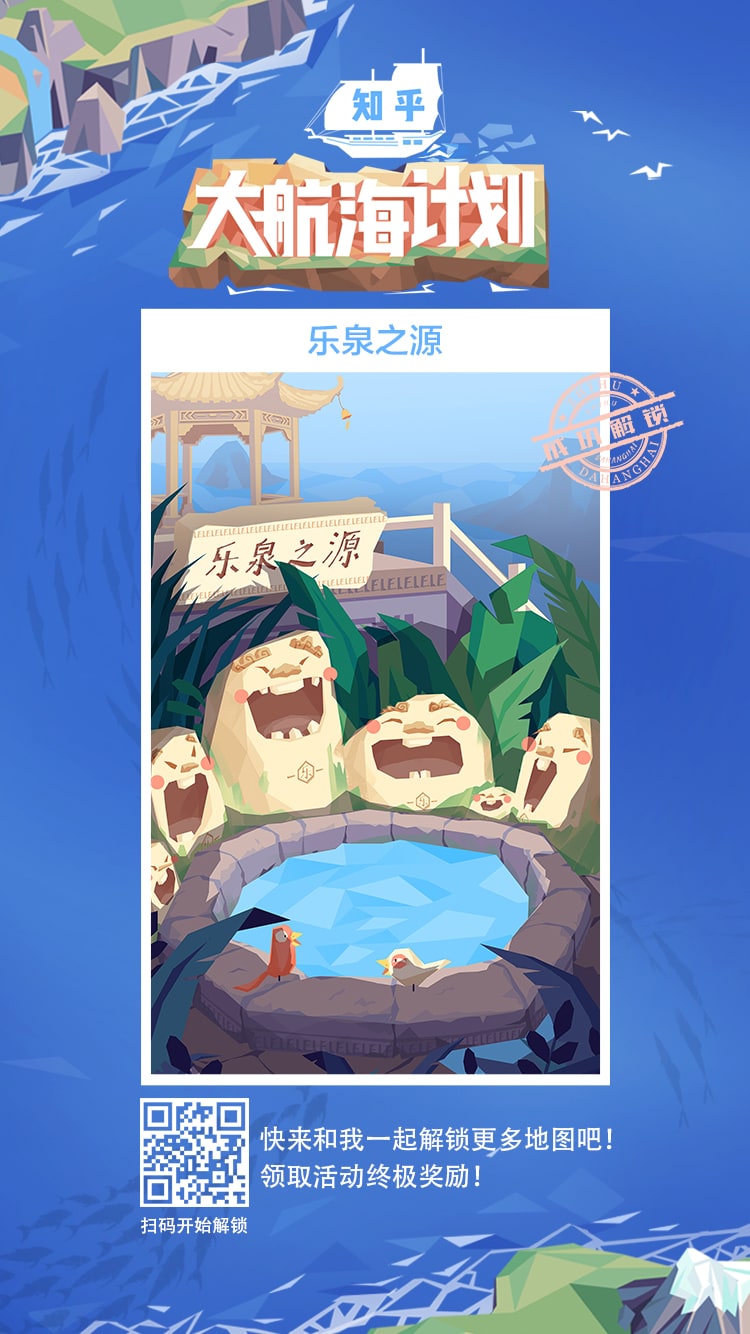 知乎
大航海计划
乐泉之源
成功解锁
DAHANGHAI
乐泉之源
乐
乐
快来和我一起解锁更多地图吧！
领取活动终极奖励！
扫码开始解锁